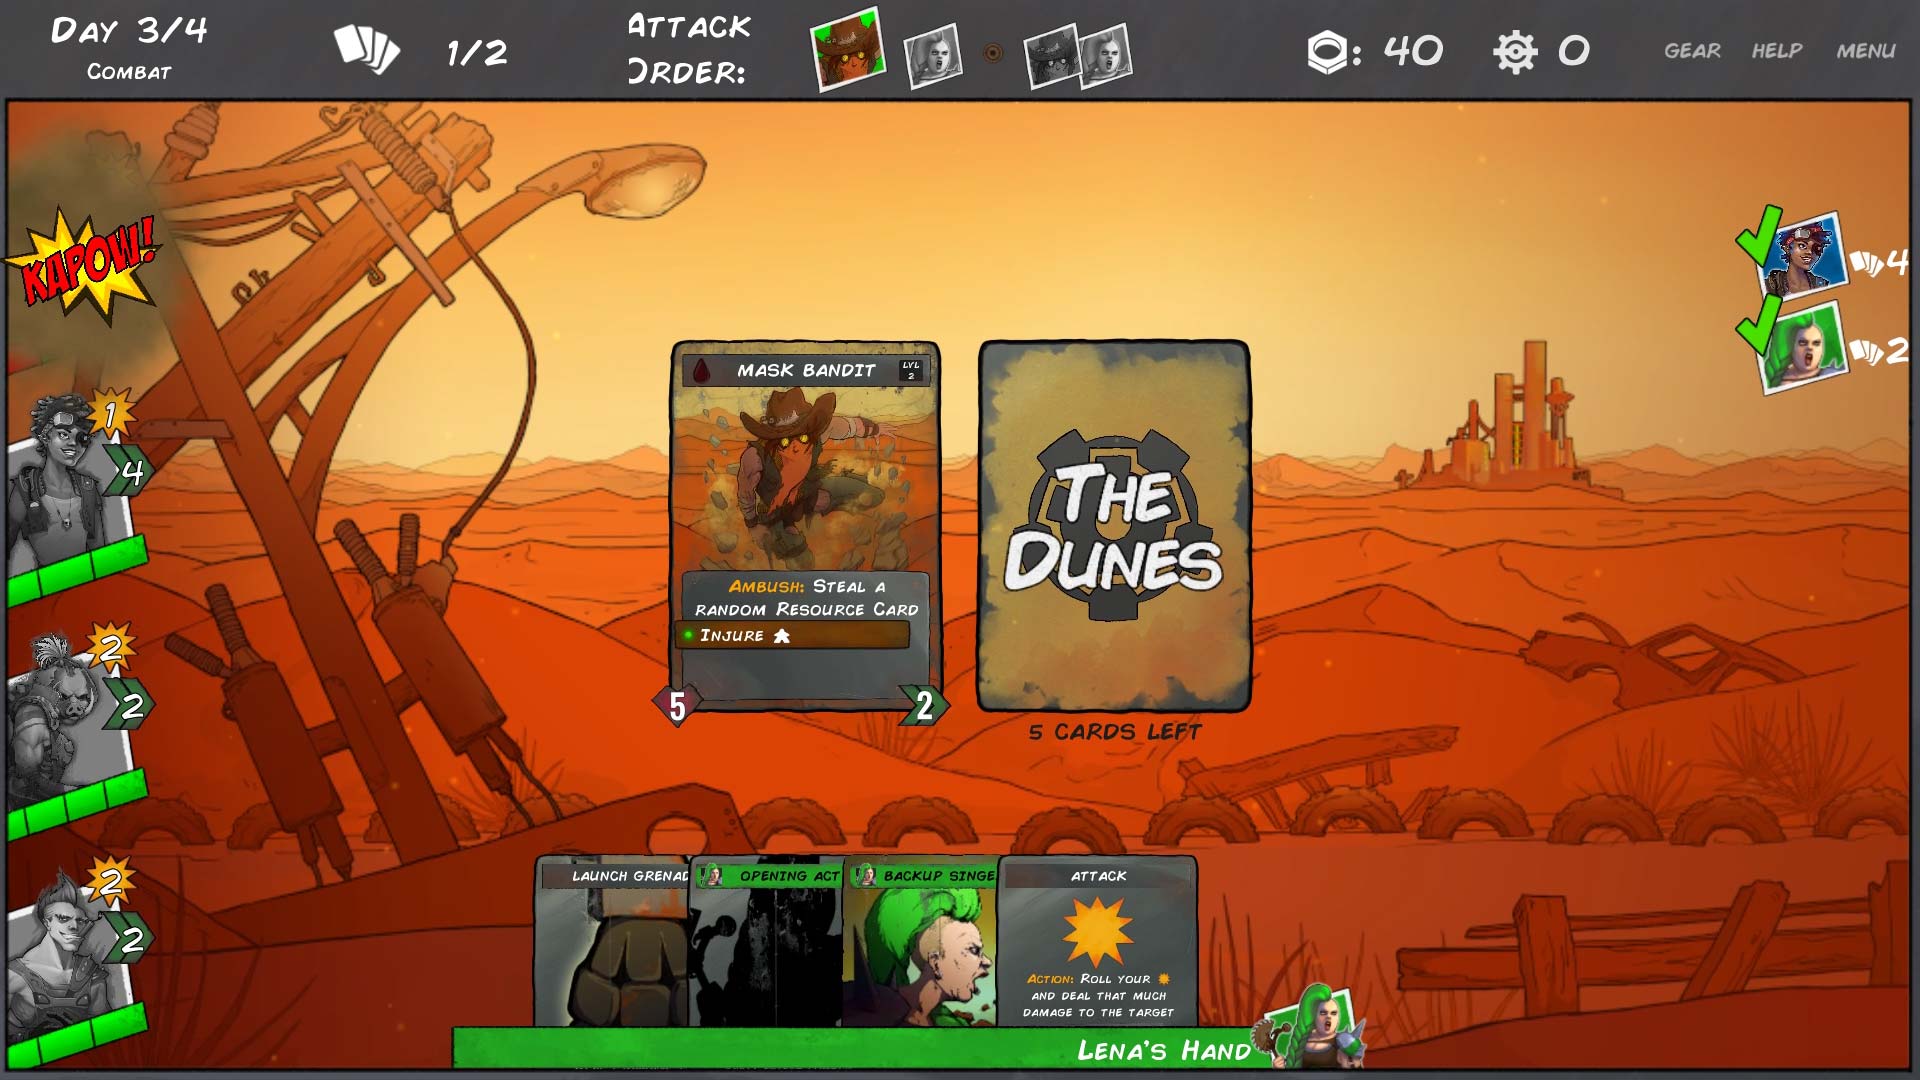 DAY 3/4
COMBAT
1/2
ATTACK
ORDER:
: 40
0
GEAR
HELP
MENU
KAPOW!
4
2
1
4
2
2
2
2
MASK BANDIT
LVL
2
AMBUSH: STEAL A
RANDOM RESOURCE CARD
INJURE
5
2
THE
DUNES
5 CARDS LEFT
LAUNCH GRENAD
OPENING ACT
BACKUP SINGE
ATTACK
ACTION: ROLL YOUR
AND DEAL THAT MUCH
DAMAGE TO THE TARGET
LENA'S HAND